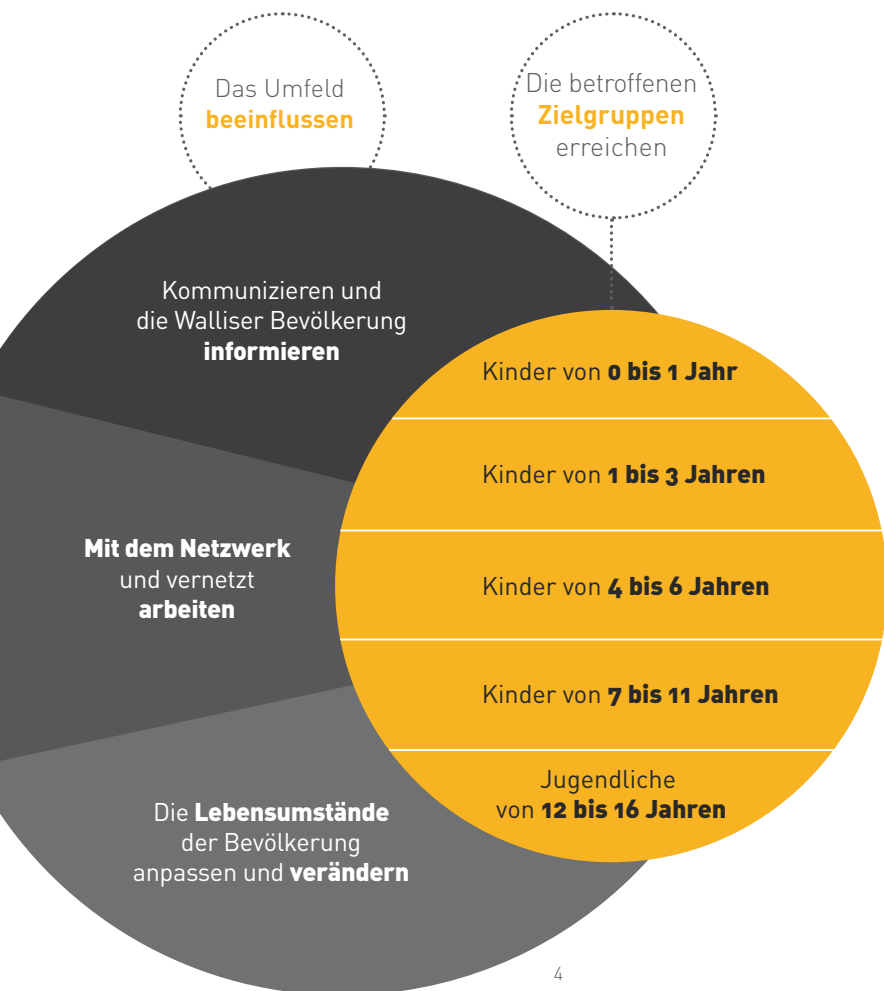 Das Umfeld
beeinflussen
Die betroffenen
Zielgruppen
erreichen
Kommunizieren und
die Walliser Bevölkerung
informieren
Mit dem Netzwerk
und vernetzt
arbeiten
Die Lebensumstände
der Bevölkerung
anpassen und verändern
Kinder von 0 bis 1 Jahr
Kinder von 1 bis 3 Jahren
Kinder von 4 bis 6 Jahren
Kinder von 7 bis 11 Jahren
Jugendliche
von 12 bis 16 Jahren
4